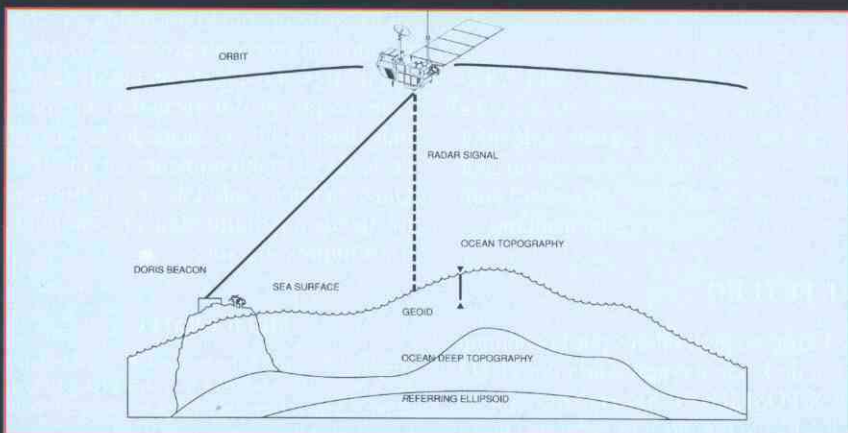 ORBIT
RADAR SIGNAL
OCEAN TOPOGRAPHY
DORIS BEACON
SEA SURFACE
GEOID
OCEAN DEEP TOPOGRAPHY
REFERRING ELLIPSOID